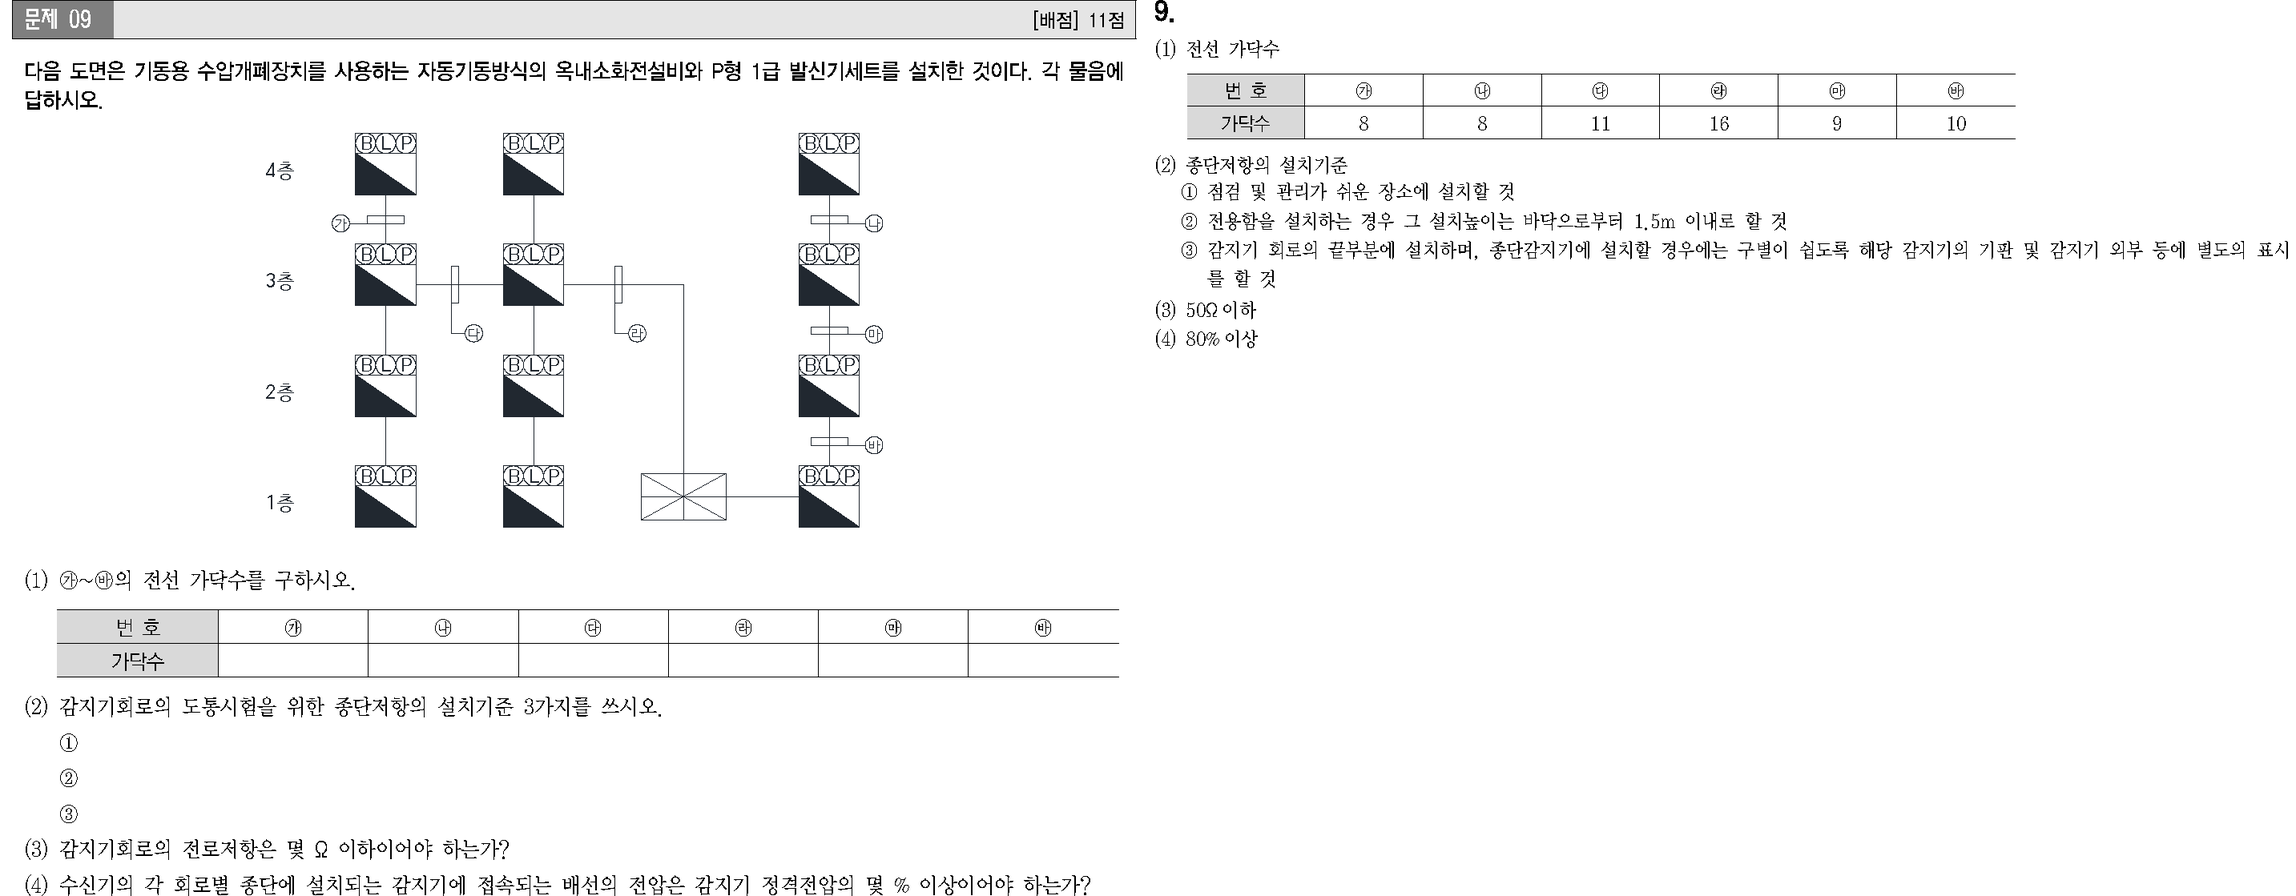 문제 09 [배점] 11점
다음 도면은 기동용 수압개폐장치를 사용하는 자동기동방식의 옥내소화전설비와 P형 1급 발신기세트를 설치한 것이다. 각 물음에
답하시오.
4층 Ⓑ Ⓛ Ⓟ Ⓑ Ⓛ Ⓟ Ⓑ Ⓛ Ⓟ
㉮ ㉯
3층 Ⓑ Ⓛ Ⓟ Ⓑ Ⓛ Ⓟ Ⓑ Ⓛ Ⓟ
㉰ ㉱ ㉲
2층 Ⓑ Ⓛ Ⓟ Ⓑ Ⓛ Ⓟ Ⓑ Ⓛ Ⓟ
㉳
1층 Ⓑ Ⓛ Ⓟ Ⓑ Ⓛ Ⓟ Ⓑ Ⓛ Ⓟ
(1) ㉮~㉳의 전선 가닥수를 구하시오.
번 호 ㉮ ㉯ ㉰ ㉱ ㉲ ㉳
가닥수
(2) 감지기회로의 도통시험을 위한 종단저항의 설치기준 3가지를 쓰시오.
①
②
③
(3) 감지기회로의 전로저항은 몇 Ω 이하이어야 하는가?
(4) 수신기의 각 회로별 종단에 설치되는 감지기에 접속되는 배선의 전압은 감지기 정격전압의 몇 % 이상이어야 하는가?
9.
(1) 전선 가닥수
번 호 ㉮ ㉯ ㉰ ㉱ ㉲ ㉳
가닥수 8 8 11 16 9 10
(2) 종단저항의 설치기준
① 점검 및 관리가 쉬운 장소에 설치할 것
② 전용함을 설치하는 경우 그 설치높이는 바닥으로부터 1.5m 이내로 할 것
③ 감지기 회로의 끝부분에 설치하며, 종단감지기에 설치할 경우에는 구별이 쉽도록 해당 감지기의 기판 및 감지기 외부 등에 별도의 표시
를 할 것
(3) 50Ω 이하
(4) 80% 이상